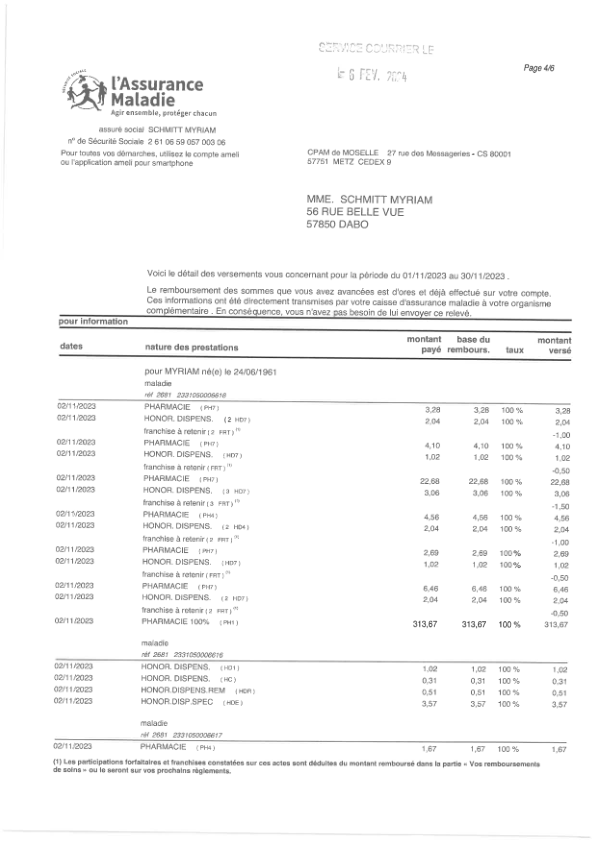 SERVICE COURRIER LE
le 6 FEV. 2024
Page 4/6
SÉCURITÉ SOCIALE
l'Assurance
Maladie
Agir ensemble, protéger chacun
assuré social SCHMITT MYRIAM
n° de Sécurité Sociale 2 61 06 59 057 003 06
Pour toutes vos démarches, utilisez le compte ameli
ou l'application ameli pour smartphone
CPAM de MOSELLE 27 rue des Messageries - CS 80001
57751 METZ CEDEX 9
MME. SCHMITT MYRIAM
56 RUE BELLE VUE
57850 DABO
Voici le détail des versements vous concernant pour la période du 01/11/2023 au 30/11/2023 .
Le remboursement des sommes que vous avez avancées est d'ores et déjà effectué sur votre compte.
Ces informations ont été directement transmises par votre caisse d'assurance maladie à votre organisme
complémentaire . En conséquence, vous n'avez pas besoin de lui envoyer ce relevé.
pour information
dates nature des prestations montant payé base du rembours. taux montant versé
pour MYRIAM né(e) le 24/06/1961
maladie
réf 2681 2331050006616
02/11/2023 PHARMACIE (PH7) 3,28 3,28 100 % 3,28
02/11/2023 HONOR. DISPENS. (2 HD7) 2,04 2,04 100 % 2,04
franchise à retenir (2 FRT) (1) -1,00
02/11/2023 PHARMACIE (PH7) 4,10 4,10 100 % 4,10
02/11/2023 HONOR. DISPENS. (HD7) 1,02 1,02 100 % 1,02
franchise à retenir (FRT) (1) -0,50
02/11/2023 PHARMACIE (PH7) 22,68 22,68 100 % 22,68
02/11/2023 HONOR. DISPENS. (3 HD7) 3,06 3,06 100 % 3,06
franchise à retenir (3 FRT) (1) -1,50
02/11/2023 PHARMACIE (PH4) 4,56 4,56 100 % 4,56
02/11/2023 HONOR. DISPENS. (2 HD4) 2,04 2,04 100 % 2,04
franchise à retenir (2 FRT) (1) -1,00
02/11/2023 PHARMACIE (PH7) 2,69 2,69 100 % 2,69
02/11/2023 HONOR. DISPENS. (HD7) 1,02 1,02 100 % 1,02
franchise à retenir (FRT) (1) -0,50
02/11/2023 PHARMACIE (PH7) 6,46 6,46 100 % 6,46
02/11/2023 HONOR. DISPENS. (2 HD7) 2,04 2,04 100 % 2,04
franchise à retenir (2 FRT) (1) -0,50
02/11/2023 PHARMACIE 100% (PH1) 313,67 313,67 100 % 313,67
maladie
réf 2681 2331050006616
02/11/2023 HONOR. DISPENS. (HD1) 1,02 1,02 100 % 1,02
02/11/2023 HONOR. DISPENS. (HC) 0,31 0,31 100 % 0,31
02/11/2023 HONOR.DISPENS.REM (HDR) 0,51 0,51 100 % 0,51
02/11/2023 HONOR.DISP.SPEC (HDE) 3,57 3,57 100 % 3,57
maladie
réf 2681 2331050006617
02/11/2023 PHARMACIE (PH4) 1,67 1,67 100 % 1,67
(1) Les participations forfaitaires et franchises constatées sur ces actes sont déduites du montant remboursé dans la partie « Vos remboursements
de soins » ou le seront sur vos prochains règlements.